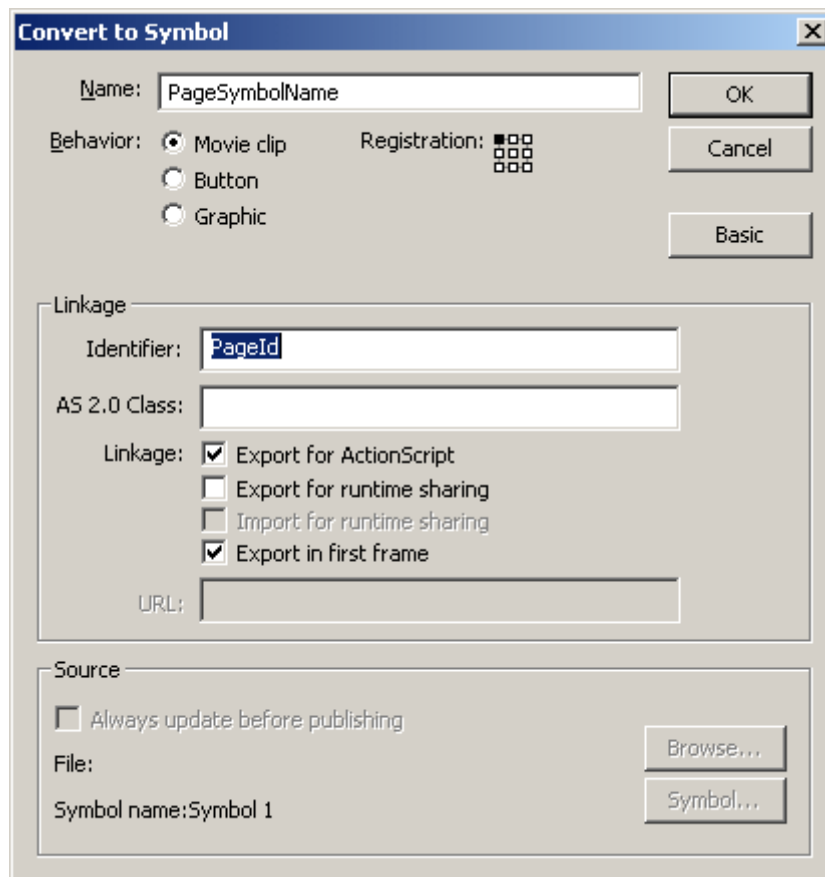 Convert to Symbol
Name: PageSymbolName
OK
Behavior: Movie clip Registration:
Cancel
Button
Graphic
Basic
Linkage
Identifier: PageId
AS 2.0 Class:
Linkage: Export for ActionScript
Export for runtime sharing
Import for runtime sharing
Export in first frame
URL:
Source
Always update before publishing
Browse...
File:
Symbol...
Symbol name:Symbol 1